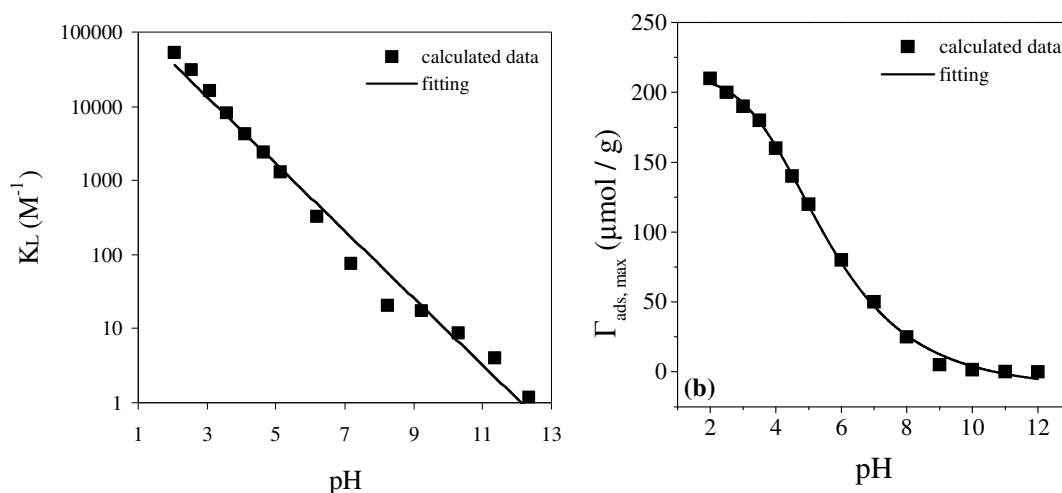 100000
10000
1000
100
10
1
K_L (M^-1)
calculated data
fitting
1 3 5 7 9 11 13
pH
250
200
150
100
50
0
Γ_ads, max (μmol / g)
calculated data
fitting
(b)
2 4 6 8 10 12
pH